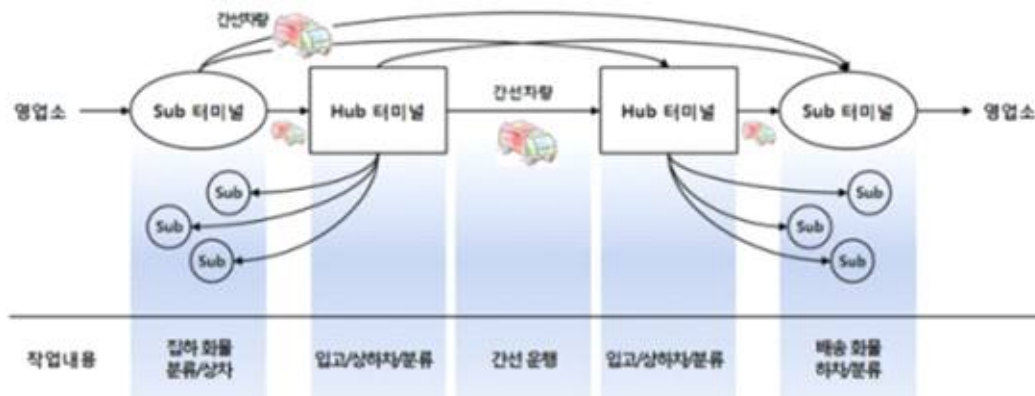 간선차량
영업소
Sub 터미널
Hub 터미널
간선차량
Hub 터미널
Sub 터미널
영업소
Sub
Sub
Sub
Sub
Sub
Sub
작업내용
집하 화물
분류/상차
입고/상하차/분류
간선 운행
입고/상하차/분류
배송 화물
하차/분류